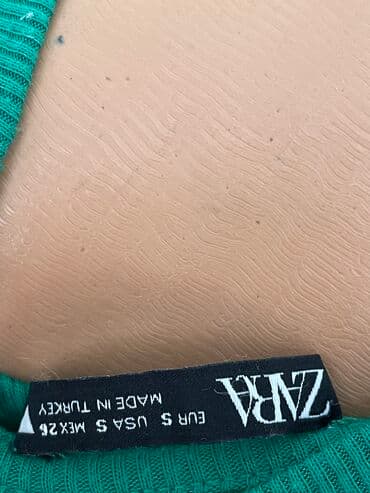 ZARA
EUR S USA S MEX 26
MADE IN TURKEY